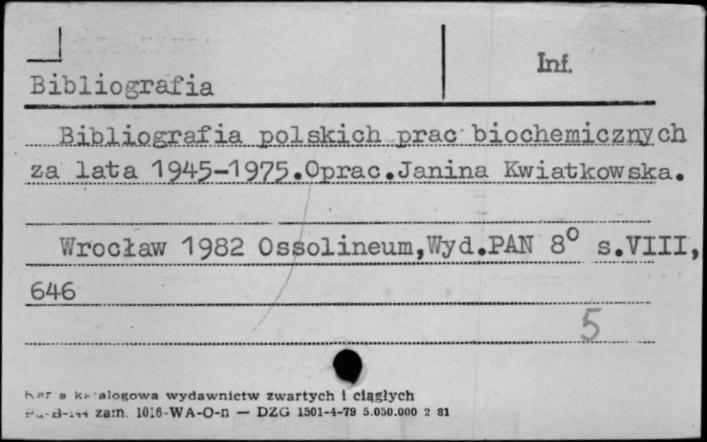 Inf.
Bibliografia
Bibliografia polskich prac biochemicznych
za lata 1945-1975.Oprac.Janina Kwiatkowska.
Wrocław 1982 Ossolineum,Wyd.PAN 8° s.VIII,
646
5
Karta katalogowa wydawnictw zwartych i ciągłych
zam. 1016-WA-O-n — DZG 1501-4-79 5.050.000 2 81